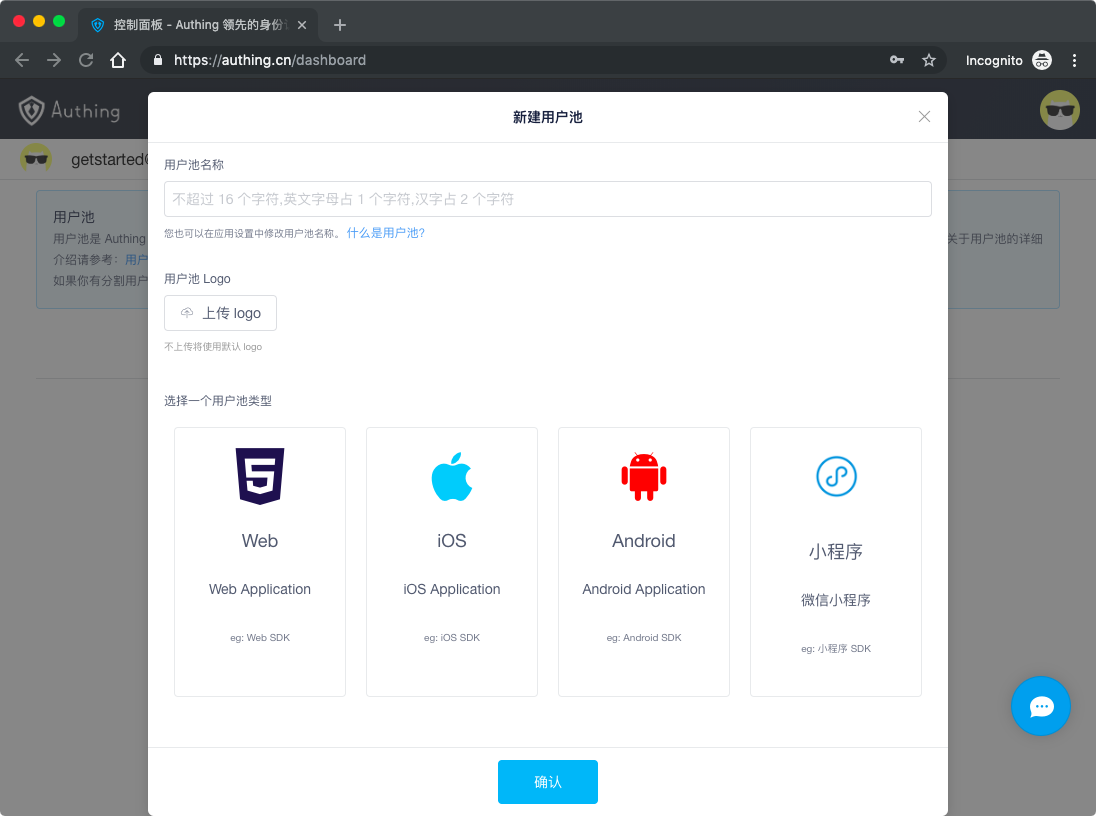 控制面板 - Authing 领先的身份
https://authing.cn/dashboard
Incognito
Authing
getstarted
用户池
用户池是 Authing
关于用户池的详细
介绍请参考：用户
如果你有分割用户
新建用户池
用户池名称
不超过 16 个字符,英文字母占 1 个字符,汉字占 2 个字符
您也可以在应用设置中修改用户池名称。 什么是用户池?
用户池 Logo
上传 logo
不上传将使用默认 logo
选择一个用户池类型
Web
Web Application
eg: Web SDK
iOS
iOS Application
eg: iOS SDK
Android
Android Application
eg: Android SDK
小程序
微信小程序
eg: 小程序 SDK
确认